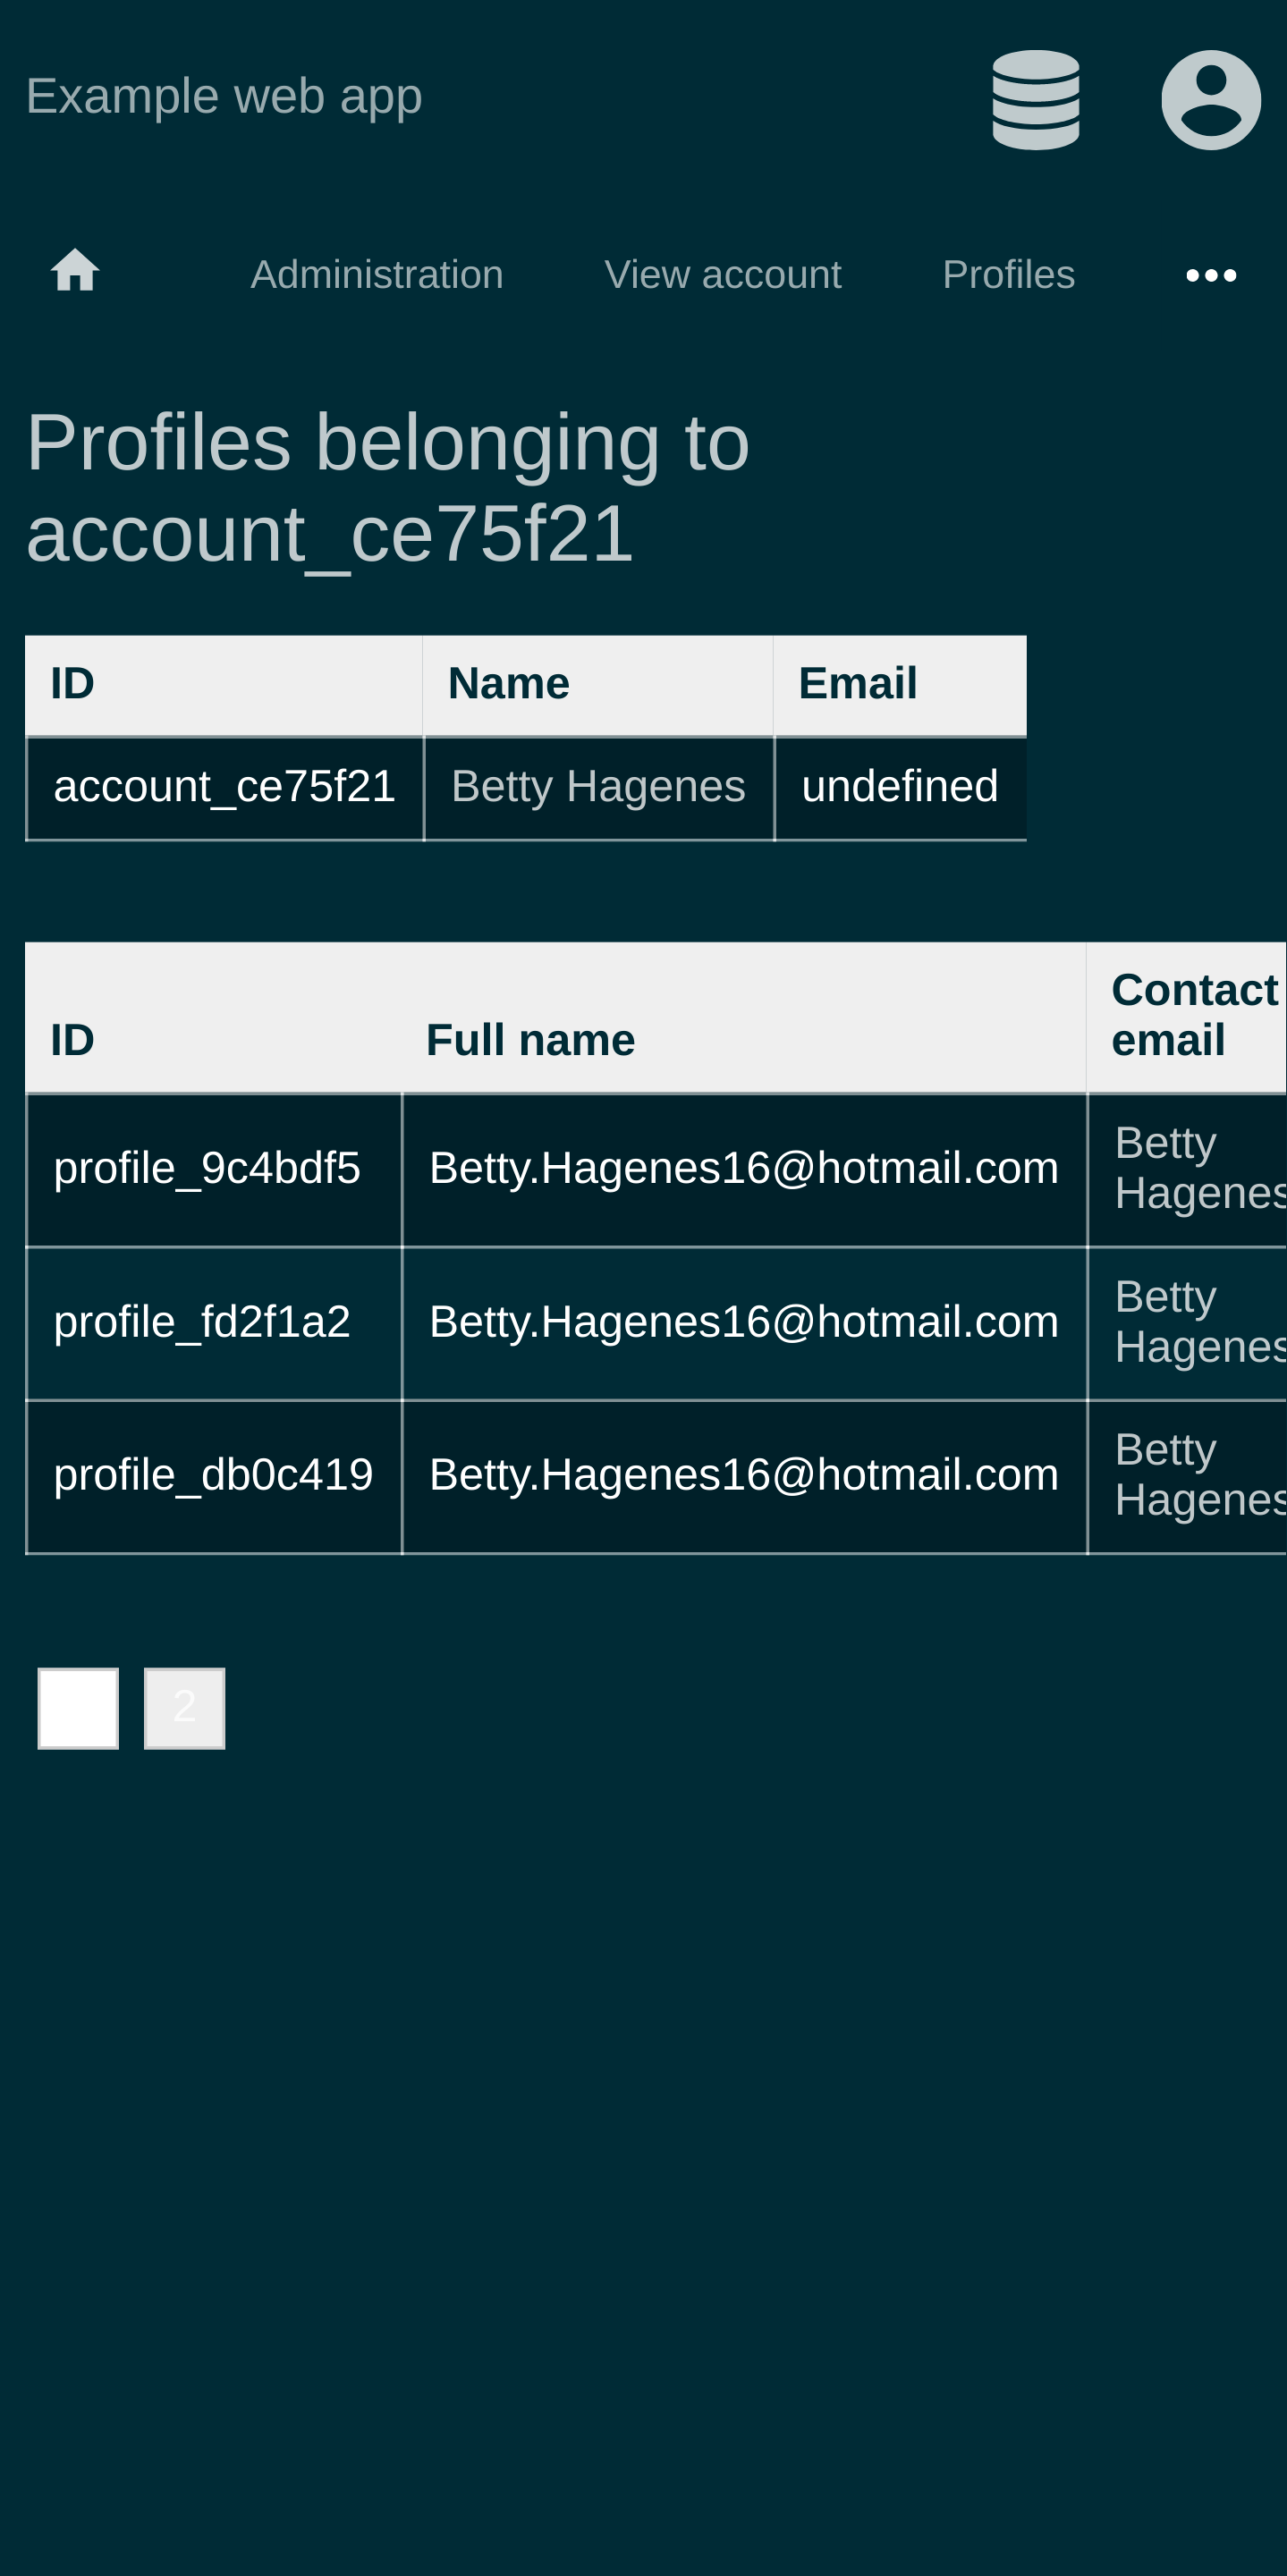 Example web app
Administration View account Profiles
Profiles belonging to
account_ce75f21
ID Name Email
account_ce75f21 Betty Hagenes undefined
Contact
ID Full name email
Betty
profile_9c4bdf5 Betty.Hagenes16@hotmail.com Hagenes
Betty
profile_fd2f1a2 Betty.Hagenes16@hotmail.com Hagenes
Betty
profile_db0c419 Betty.Hagenes16@hotmail.com Hagenes
2